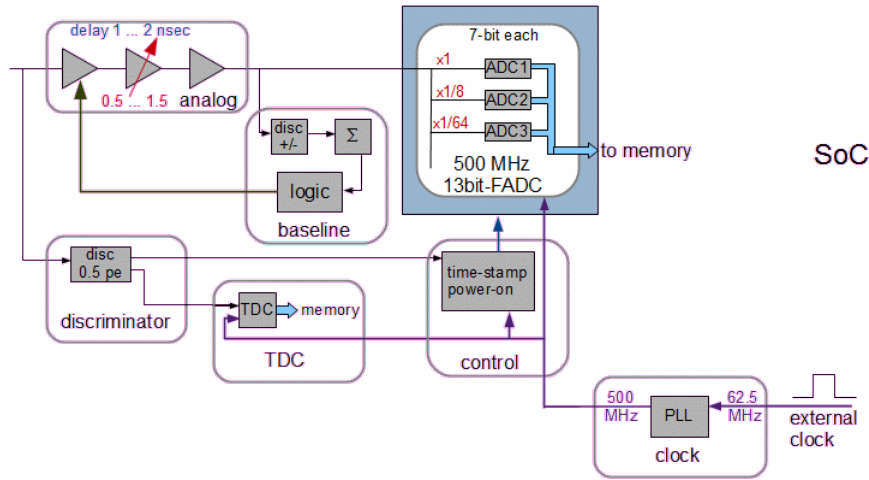 delay 1 ... 2 nsec
0.5 ... 1.5
analog
7-bit each
x1
ADC1
x1/8
ADC2
x1/64
ADC3
500 MHz
13bit-FADC
to memory
SoC
disc
+/-
Σ
logic
baseline
disc
0.5 pe
discriminator
TDC
memory
TDC
time-stamp
power-on
control
500
MHz
PLL
62.5
MHz
clock
external
clock